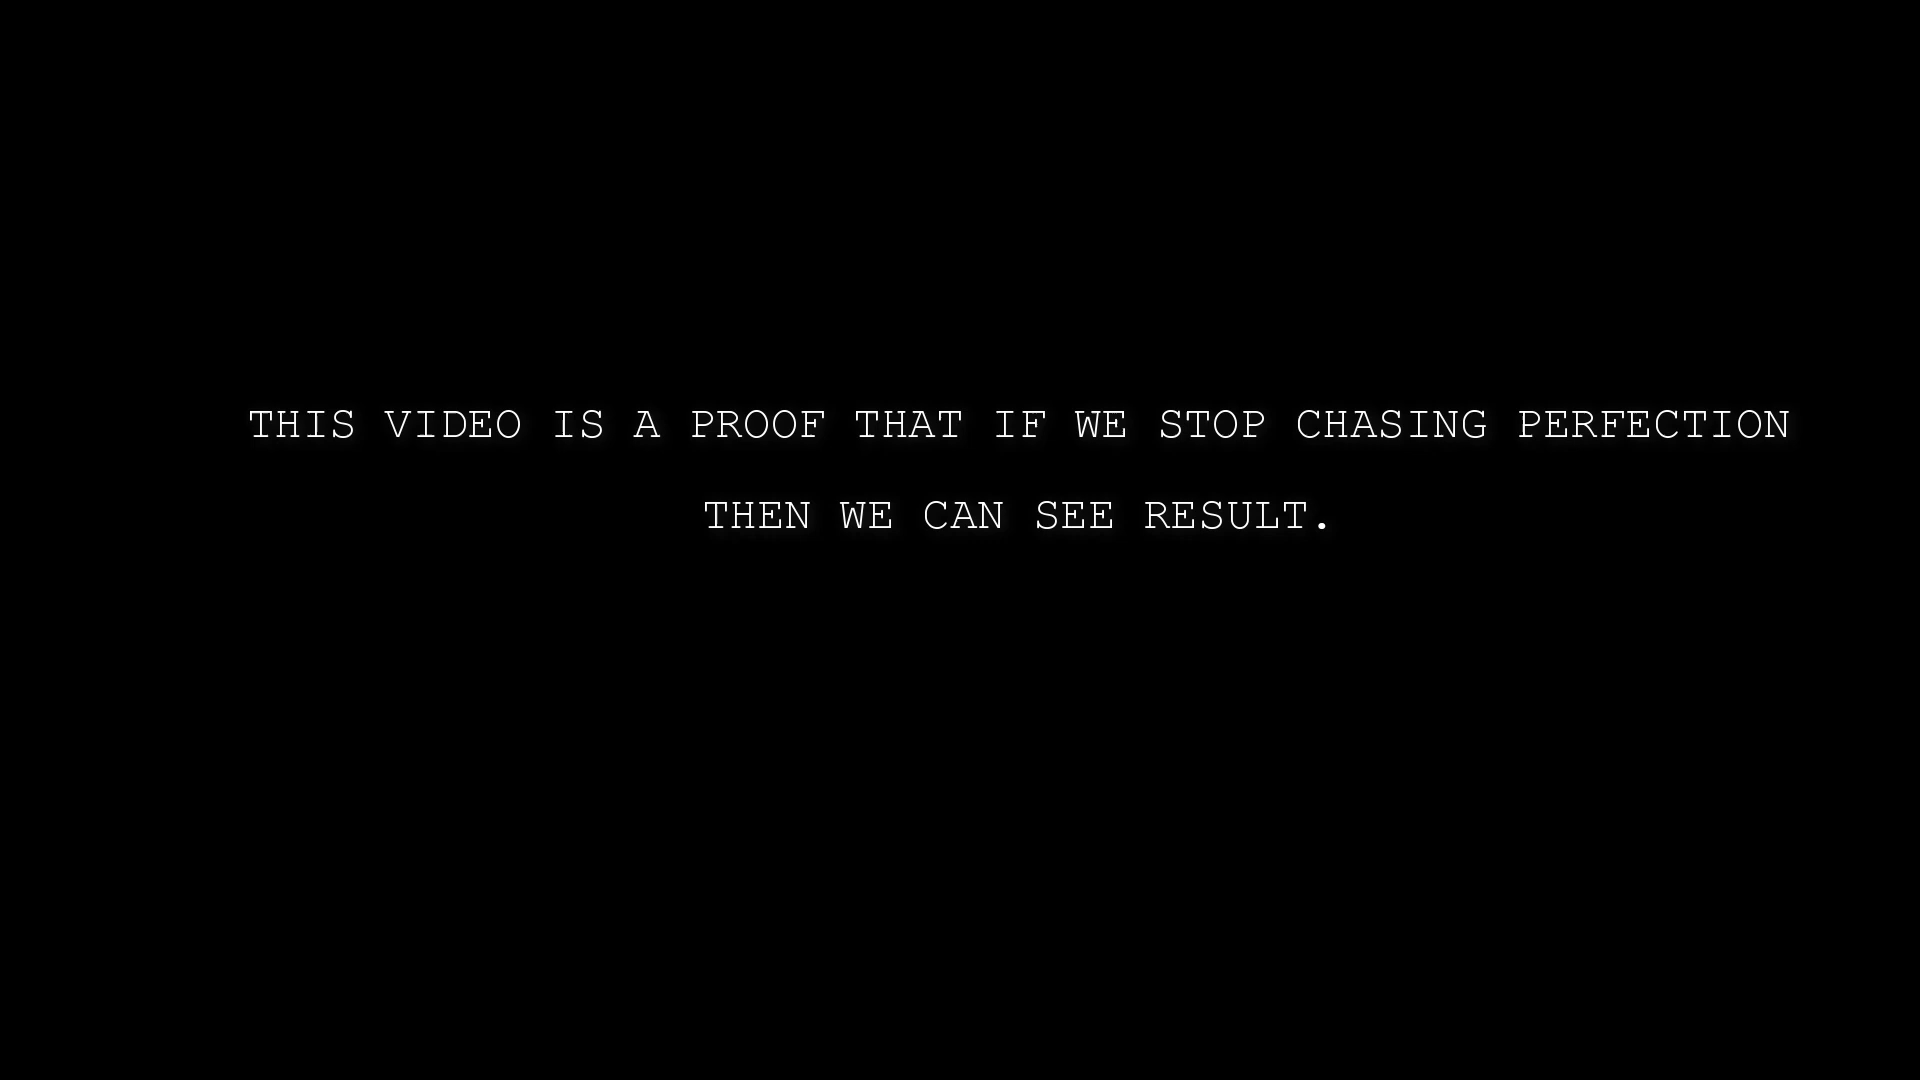 THIS VIDEO IS A PROOF THAT IF WE STOP CHASING PERFECTION
THEN WE CAN SEE RESULT.